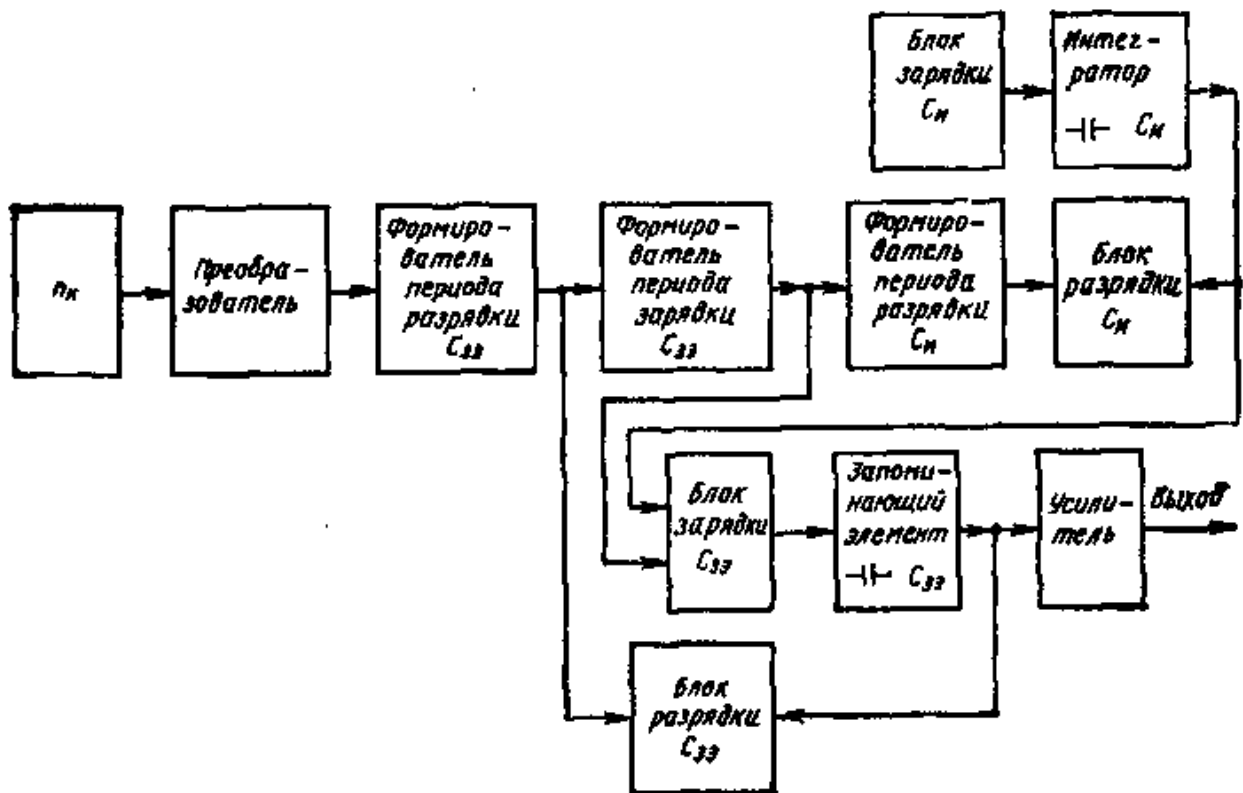 Блок
зарядки
Cи
Интег-
ратор
Cи
nк
Преобра-
зователь
Формиро-
ватель
периода
разрядки
Cзэ
Формиро-
ватель
периода
зарядки
Cзэ
Формиро-
ватель
периода
разрядки
Cи
Блок
разрядки
Cи
Блок
зарядки
Cзэ
Запоми-
нающий
элемент
Cзэ
Усили-
тель
Выход
Блок
разрядки
Cзэ